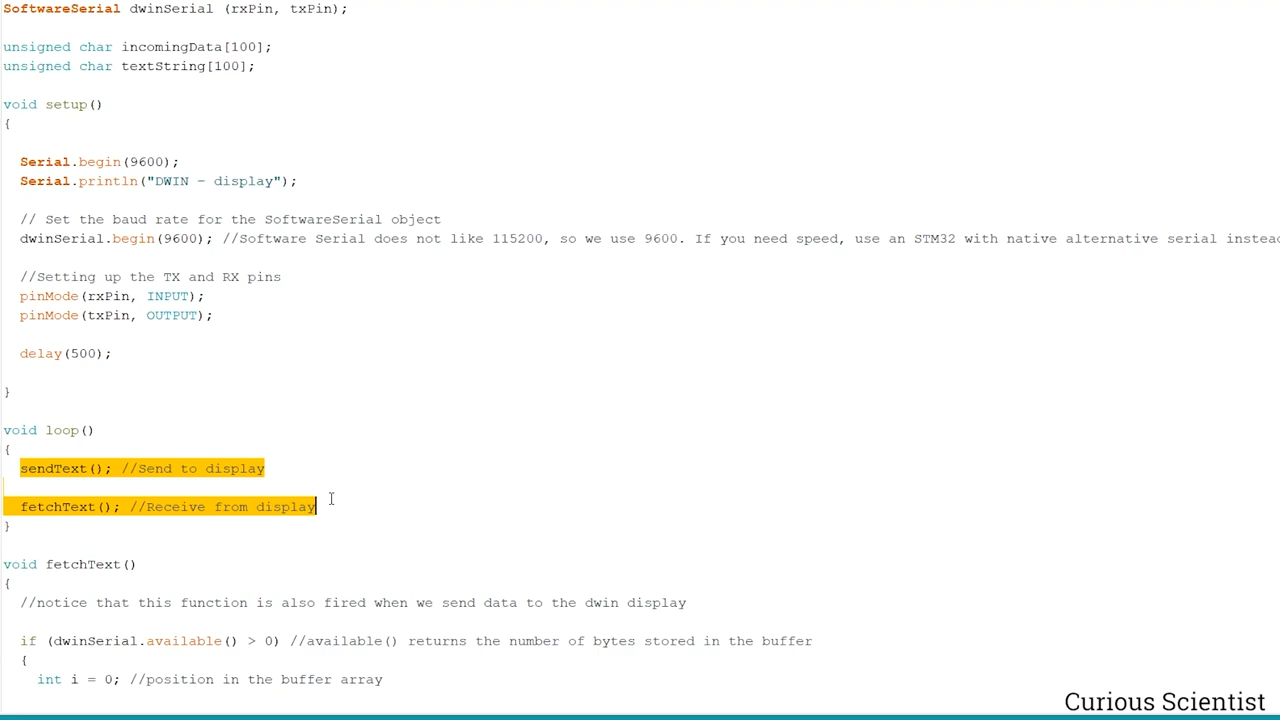 SoftwareSerial dwinSerial (rxPin, txPin);
unsigned char incomingData[100];
unsigned char textString[100];
void setup()
{
Serial.begin(9600);
Serial.println("DWIN - display");
// Set the baud rate for the SoftwareSerial object
dwinSerial.begin(9600); //Software Serial does not like 115200, so we use 9600. If you need speed, use an STM32 with native alternative serial instead
//Setting up the TX and RX pins
pinMode(rxPin, INPUT);
pinMode(txPin, OUTPUT);
delay(500);
}
void loop()
{
sendText(); //Send to display
fetchText(); //Receive from display
}
void fetchText()
{
//notice that this function is also fired when we send data to the dwin display
if (dwinSerial.available() > 0) //available() returns the number of bytes stored in the buffer
{
int i = 0; //position in the buffer array
Curious Scientist